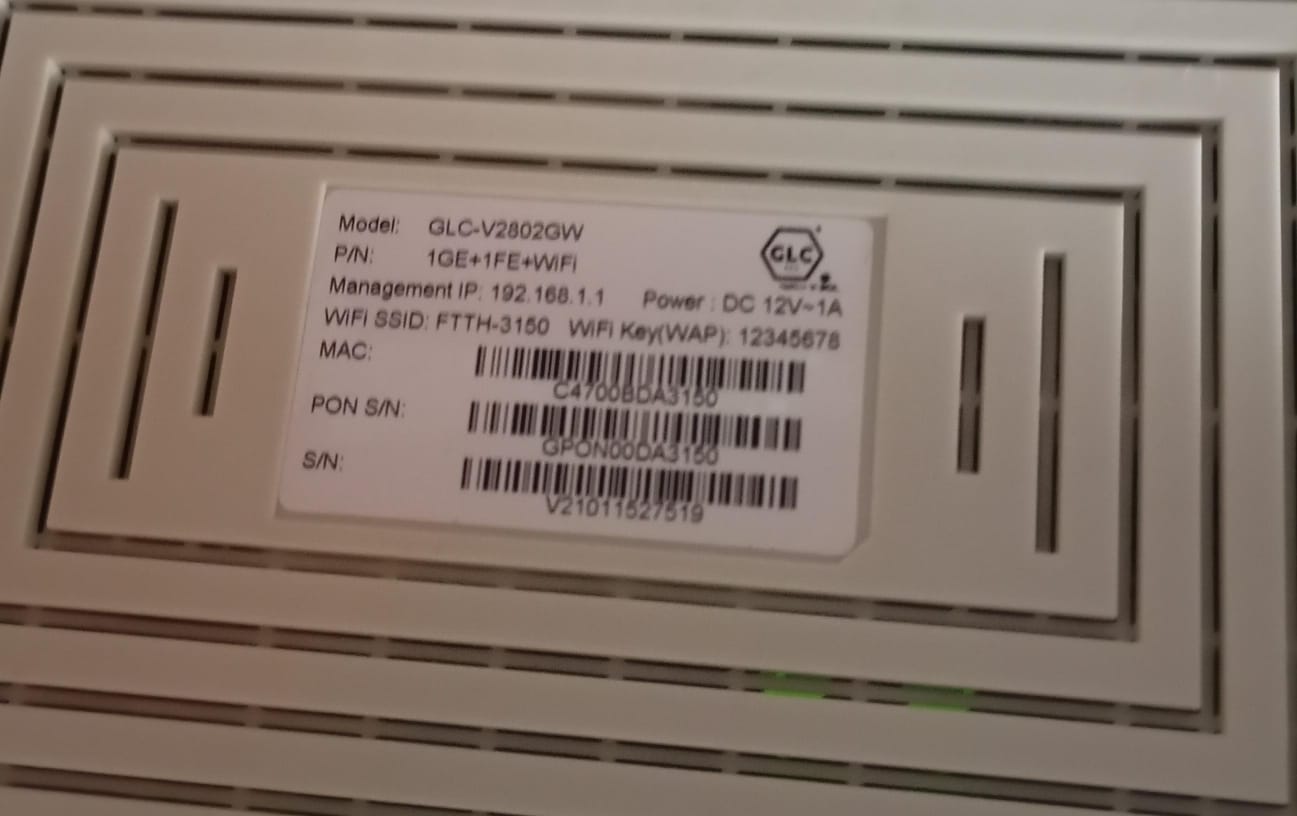 Model: GLC-V2802GW
P/N: 1GE+1FE+WiFi
GLC
Management IP: 192.168.1.1 Power : DC 12V~1A
WiFi SSID: FTTH-3150 WiFi Key(WAP): 12345678
MAC:
C4700BDA3150
PON S/N:
GPON00DA3150
S/N:
V21011527519